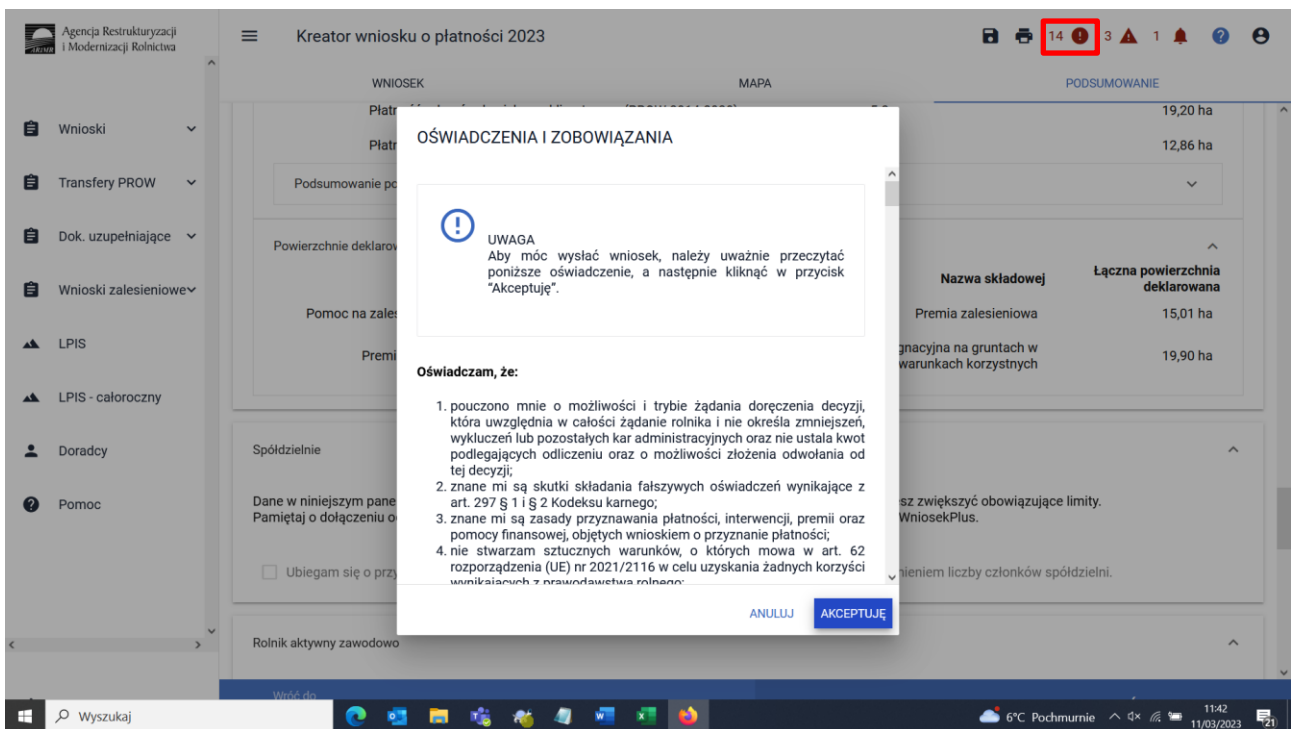 Agencja Restrukturyzacji
i Modernizacji Rolnictwa
ARiMR
Kreator wniosku o płatności 2023
14
3
1
WNIOSEK
MAPA
PODSUMOWANIE
Wnioski
Transfery PROW
Dok. uzupełniające
Wnioski zalesieniowe
LPIS
LPIS - całoroczny
Doradcy
Pomoc
19,20 ha
Płatn
12,86 ha
Podsumowanie po
Powierzchnie deklarow
Nazwa składowej
Łączna powierzchnia
deklarowana
Pomoc na zales
Premia zalesieniowa
15,01 ha
Premi
gnacyjna na gruntach w
warunkach korzystnych
19,90 ha
OŚWIADCZENIA I ZOBOWIĄZANIA
UWAGA
Aby móc wysłać wniosek, należy uważnie przeczytać
poniższe oświadczenie, a następnie kliknąć w przycisk
“Akceptuję”.
Oświadczam, że:
1. pouczono mnie o możliwości i trybie żądania doręczenia decyzji,
która uwzględnia w całości żądanie rolnika i nie określa zmniejszeń,
wykluczeń lub pozostałych kar administracyjnych oraz nie ustala kwot
podlegających odliczeniu oraz o możliwości złożenia odwołania od
tej decyzji;
2. znane mi są skutki składania fałszywych oświadczeń wynikające z
art. 297 § 1 i § 2 Kodeksu karnego;
3. znane mi są zasady przyznawania płatności, interwencji, premii oraz
pomocy finansowej, objętych wnioskiem o przyznanie płatności;
4. nie stwarzam sztucznych warunków, o których mowa w art. 62
rozporządzenia (UE) nr 2021/2116 w celu uzyskania żadnych korzyści
wynikających z prawodawstwa rolnego;
ANULUJ
AKCEPTUJĘ
Spółdzielnie
Dane w niniejszym pane
sz zwiększyć obowiązujące limity.
Pamiętaj o dołączeniu o
WniosekPlus.
Ubiegam się o przy
nieniem liczby członków spółdzielni.
Rolnik aktywny zawodowo
Wróć do
Wyszukaj
6°C Pochmurnie
11:42
11/03/2023
21